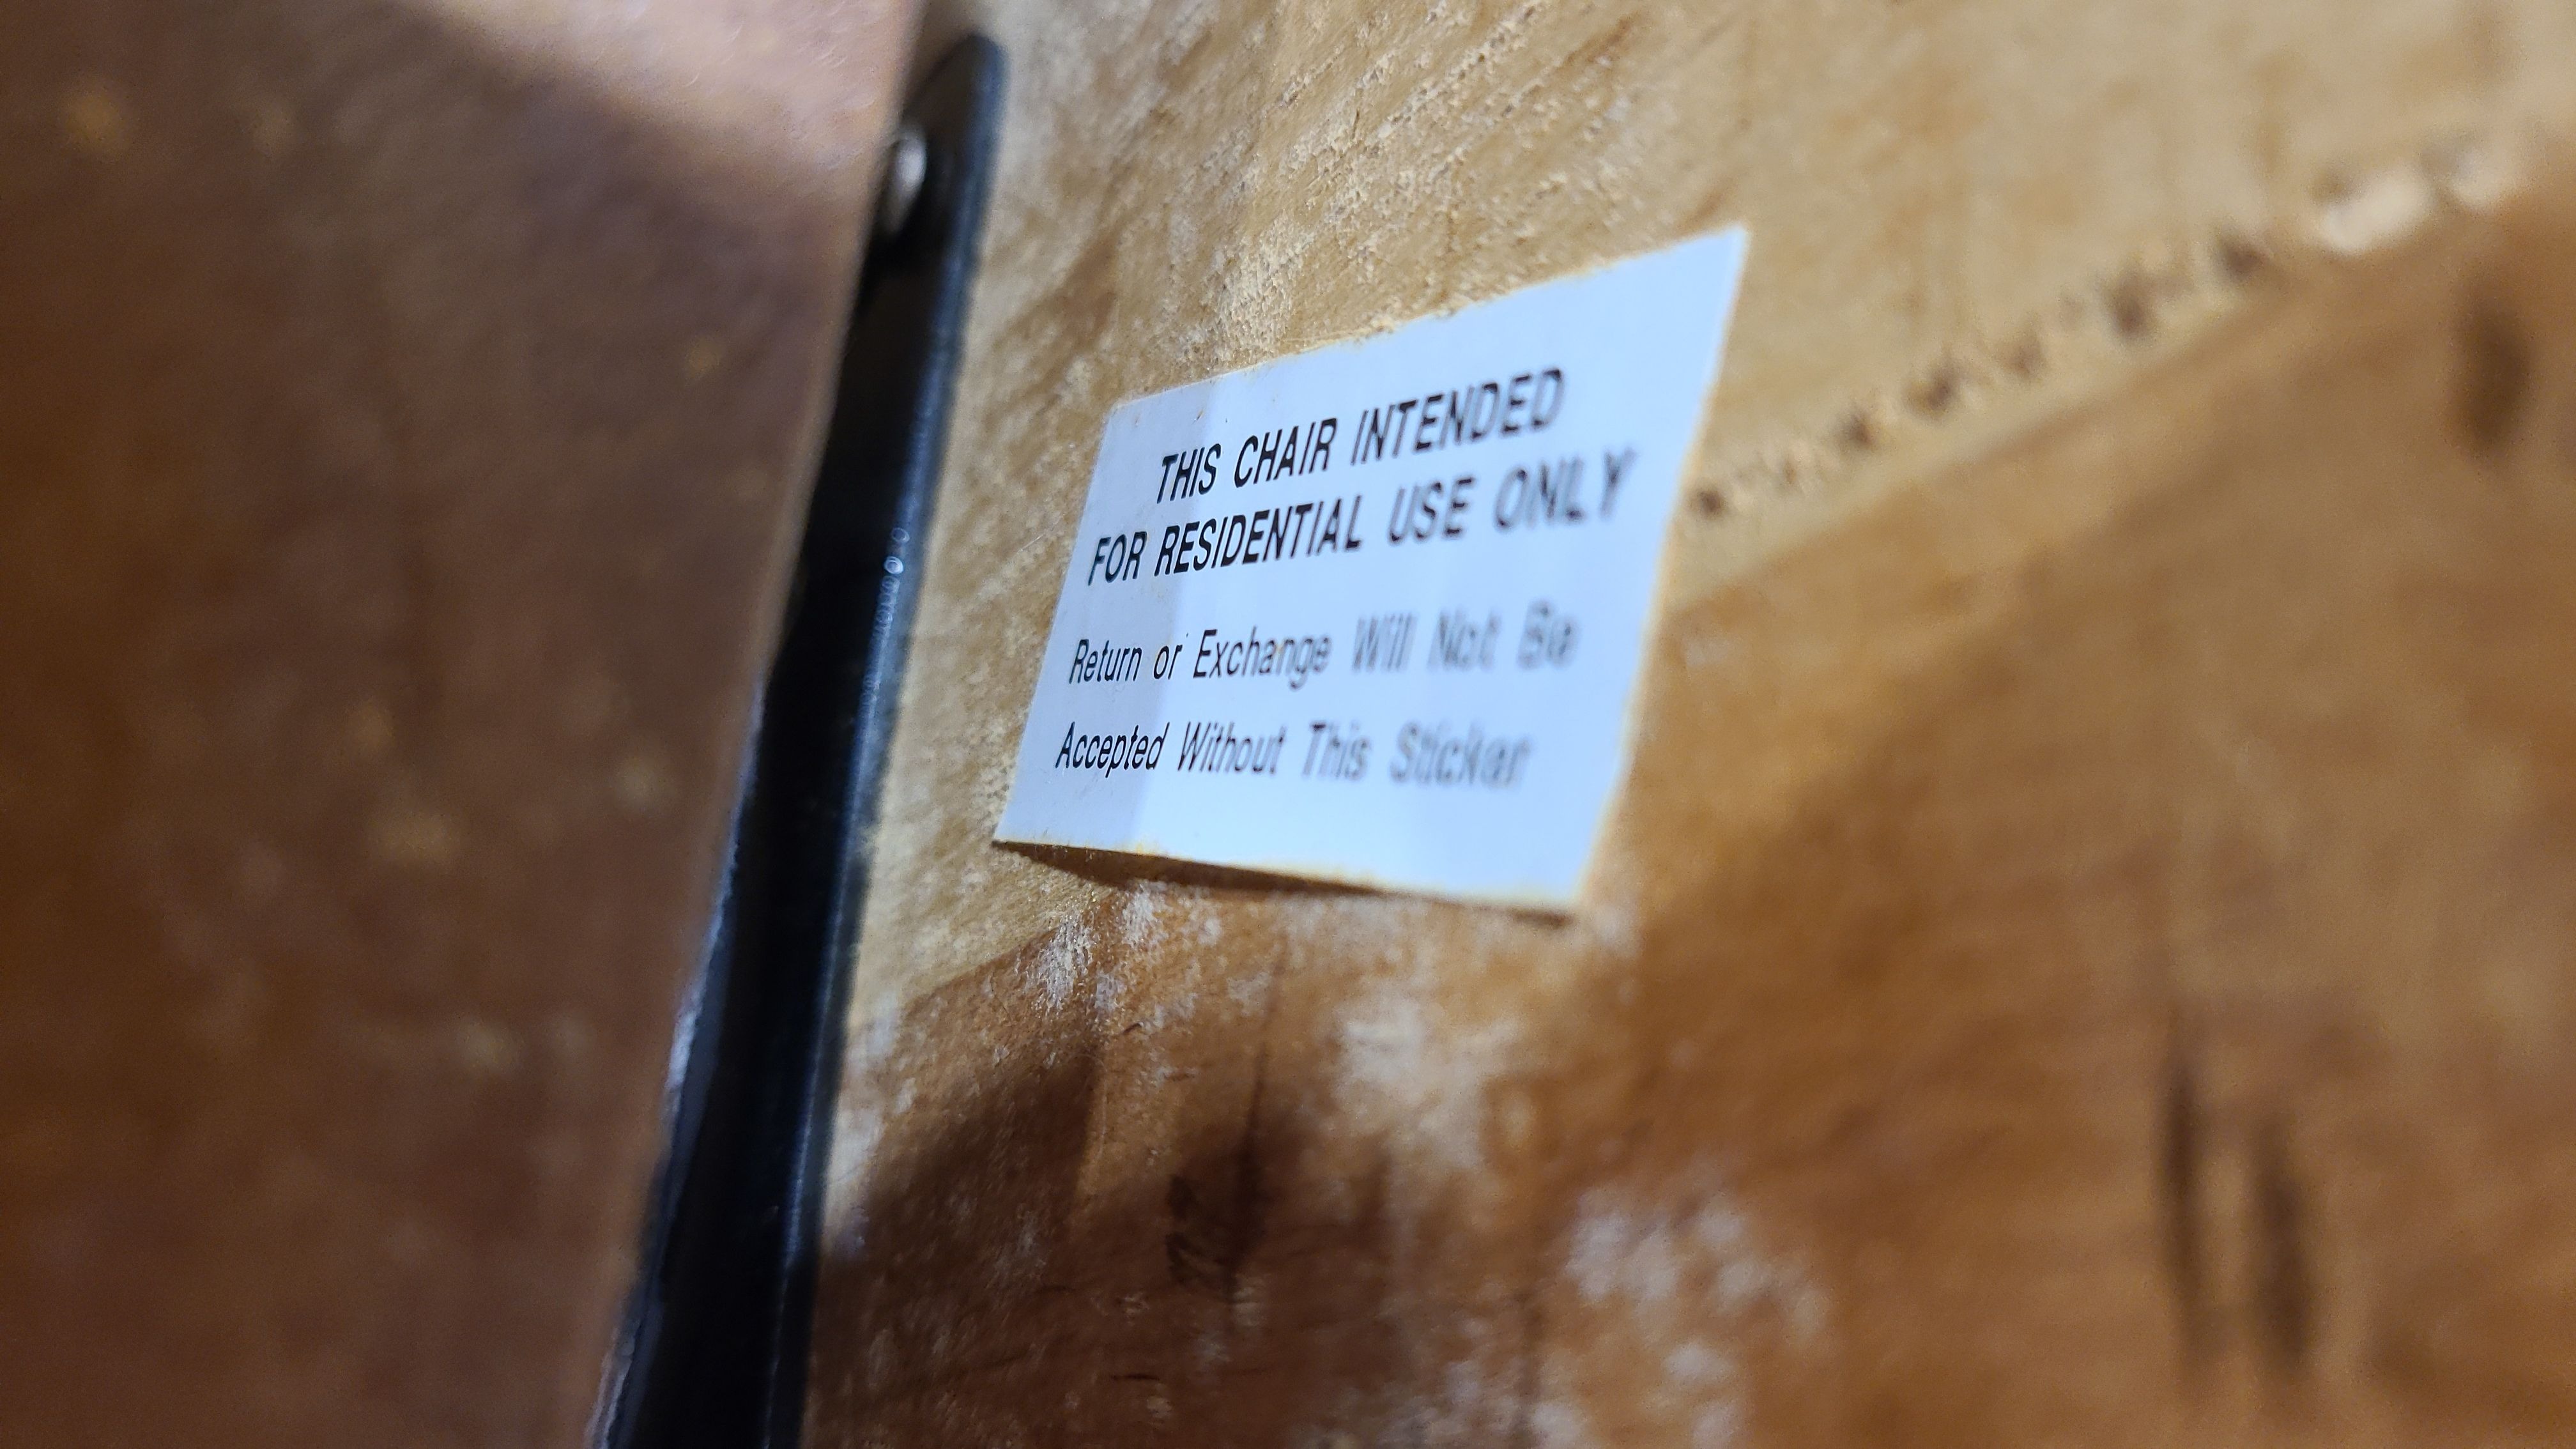 THIS CHAIR INTENDED
FOR RESIDENTIAL USE ONLY
Return or Exchange Will Not Be
Accepted Without This Sticker